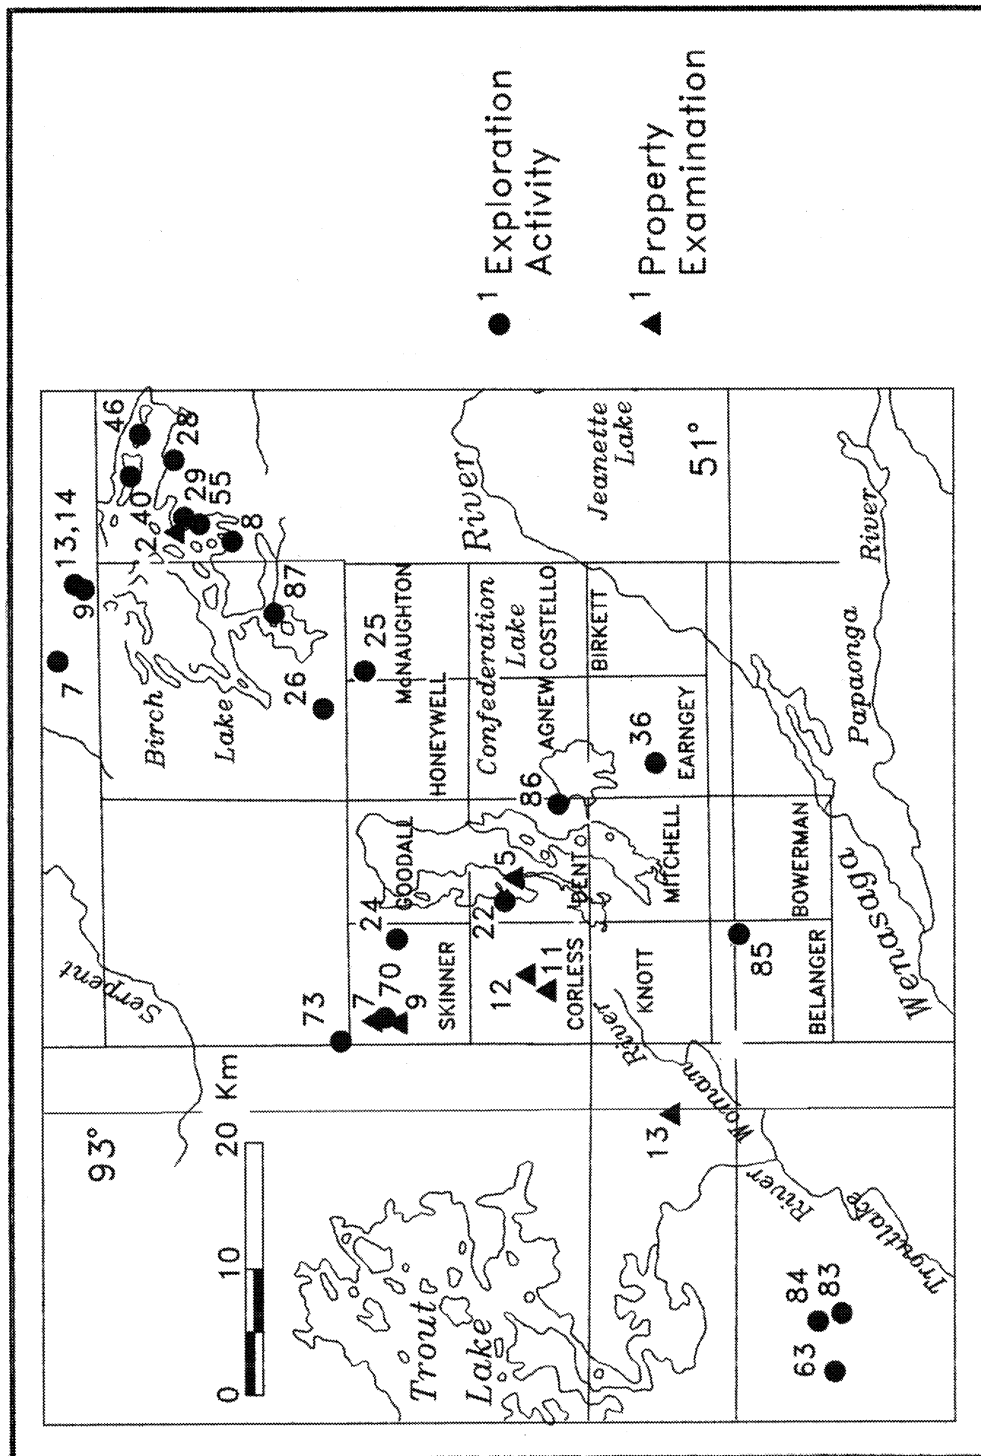 93°
0 10 20 Km
Serpent
Birch
Lake
7
9
13,14
46
2,40
28
29
55
8
87
26
25
73
7
70
9
24
SKINNER
GOODALL
HONEYWELL
McNAUGHTON
Confederation
Lake
River
12
11
22
5
86
CORLESS
DENT
AGNEW
COSTELLO
Jeanette
Lake
Trout
Lake
13
River
Woman
KNOTT
MITCHELL
36
EARNGEY
BIRKETT
51°
85
BELANGER
BOWERMAN
River
Troutlake
63
84
83
Wenasaga
Papaonga
River
1 Exploration
Activity
1 Property
Examination